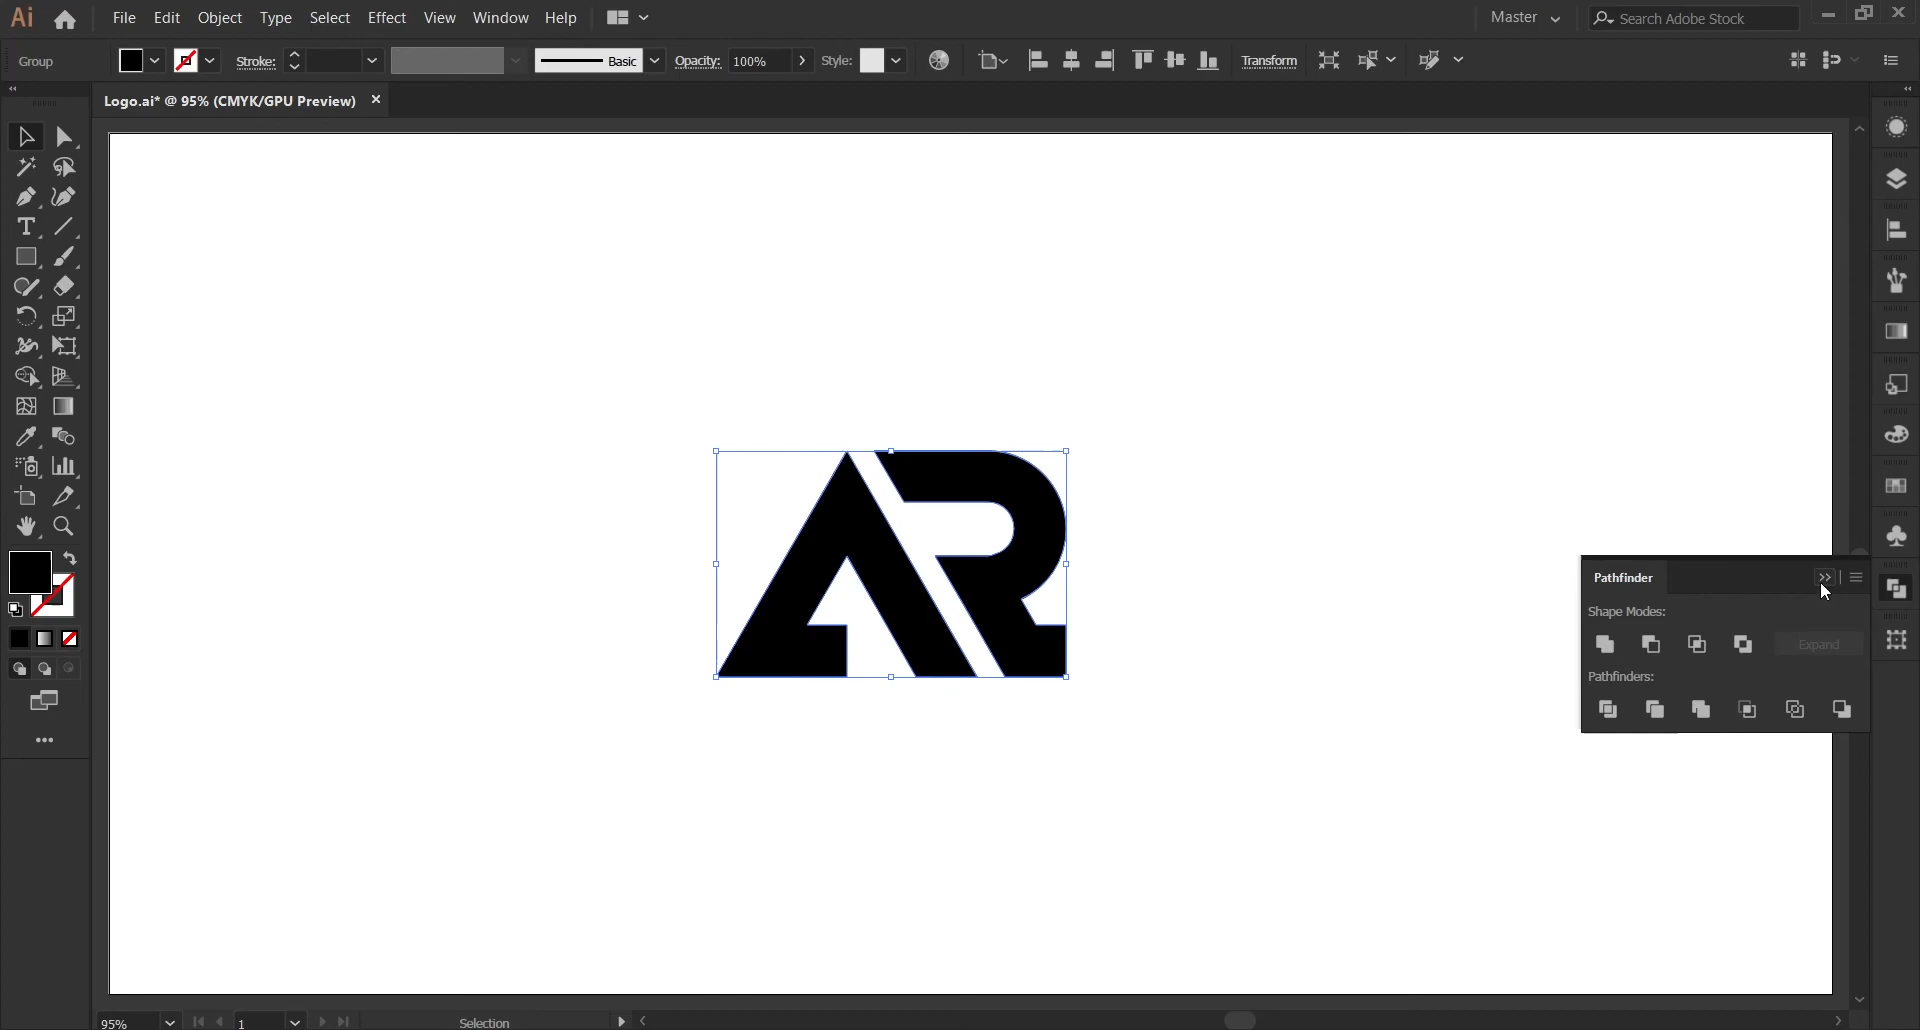 Ai File Edit Object Type Select Effect View Window Help Master Search Adobe Stock
Group Stroke: Basic Opacity: 100% Style: Transform
Logo.ai* @ 95% (CMYK/GPU Preview)
AR
Pathfinder
Shape Modes:
Expand
Pathfinders:
95% 1 Selection